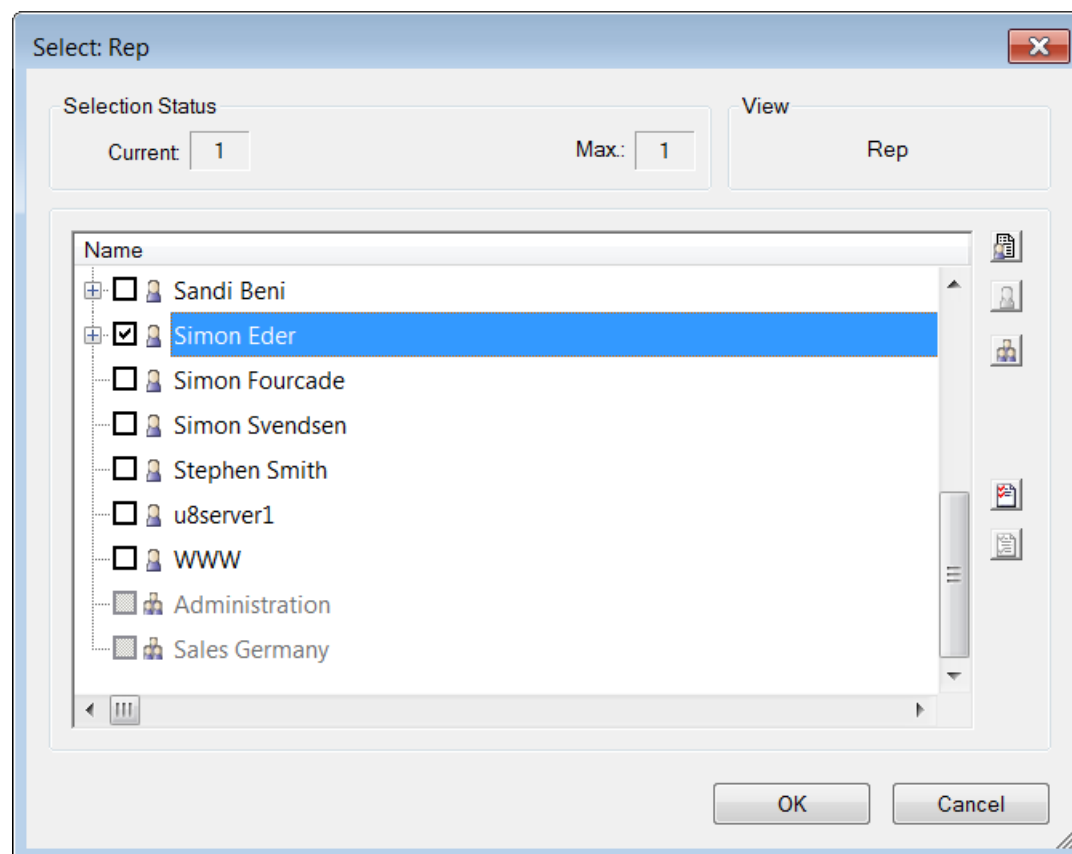 Select: Rep
Selection Status
View
Current: 1
Max.: 1
Rep
Name
Sandi Beni
Simon Eder
Simon Fourcade
Simon Svendsen
Stephen Smith
u8server1
WWW
Administration
Sales Germany
OK
Cancel